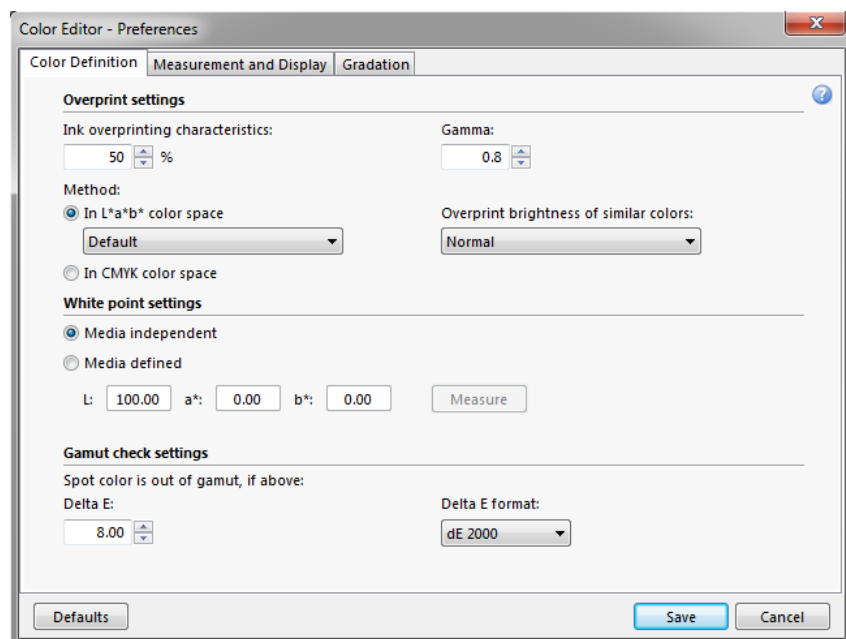 Color Editor - Preferences
Color Definition Measurement and Display Gradation
Overprint settings
Ink overprinting characteristics: Gamma:
50 % 0.8
Method:
In L*a*b* color space Overprint brightness of similar colors:
Default Normal
In CMYK color space
White point settings
Media independent
Media defined
L: 100.00 a*: 0.00 b*: 0.00 Measure
Gamut check settings
Spot color is out of gamut, if above:
Delta E: Delta E format:
8.00 dE 2000
Defaults Save Cancel